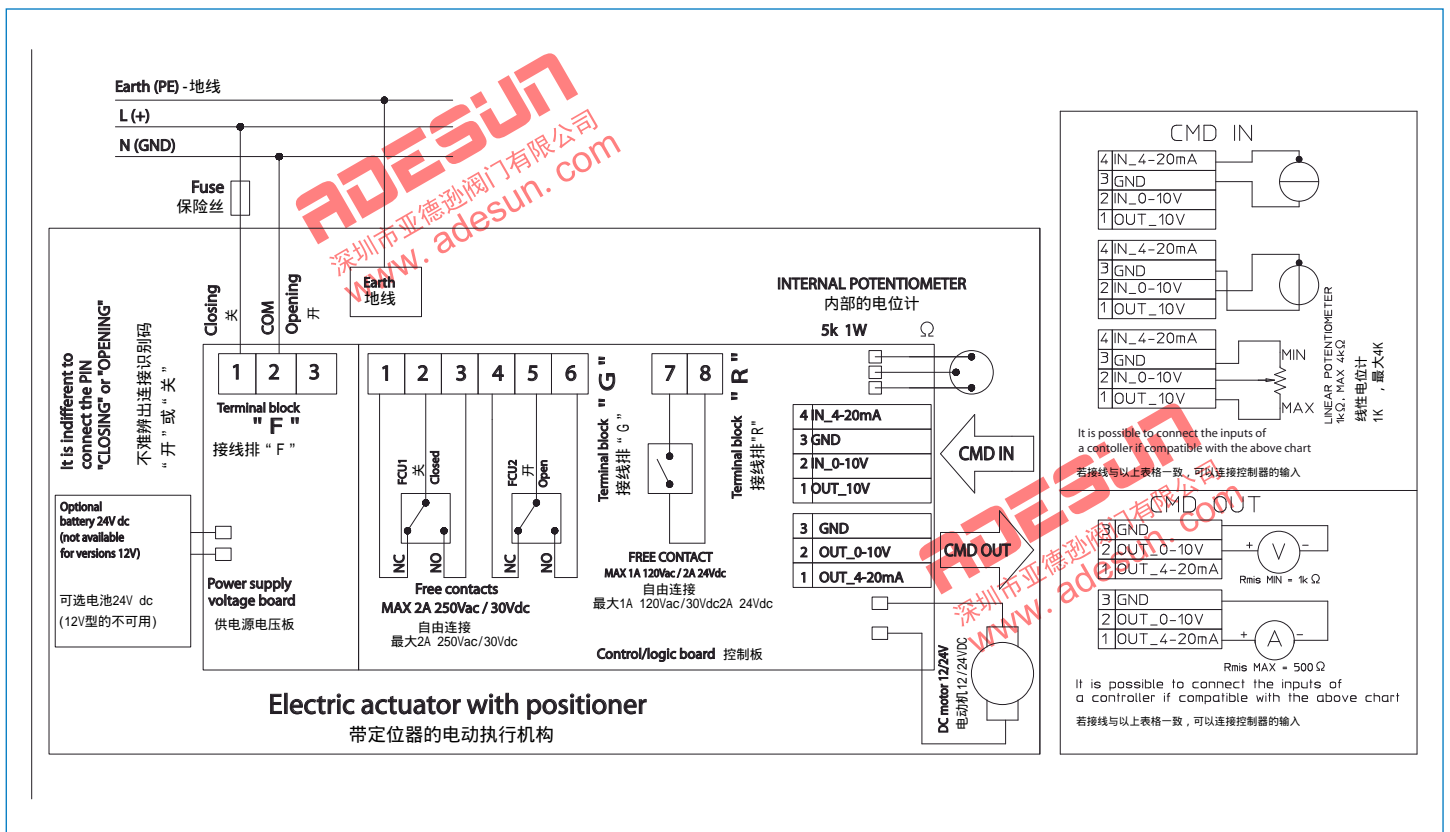 Earth (PE) - 地线
L (+)
N (GND)
Fuse
保险丝
ADESUN
深圳市亚德逊阀门有限公司
www.adesun.com
Earth
地线
Closing
关
COM
Opening
开
It is indifferent to
connect the PIN
"CLOSING" or "OPENING"
不难辨出连接识别码
“开”或“关”
1 2 3
Terminal block
" F "
接线排“F”
1 2 3 4 5 6
Terminal block " G "
接线排“G”
7 8
Terminal block " R "
接线排"R"
FCU1
关
Closed
FCU2
开
Open
NC
NO
NC
NO
Free contacts
MAX 2A 250Vac / 30Vdc
自由连接
最大2A 250Vac/30Vdc
FREE CONTACT
MAX 1A 120Vac / 2A 24Vdc
自由连接
最大1A 120Vac/30Vdc2A 24Vdc
Optional
battery 24V dc
(not available
for versions 12V)
可选电池24V dc
(12V型的不可用)
Power supply
voltage board
供电源电压板
INTERNAL POTENTIOMETER
内部的电位计
5k 1W Ω
4 IN_4-20mA
3 GND
2 IN_0-10V
1 OUT_10V
CMD IN
3 GND
2 OUT_0-10V
1 OUT_4-20mA
CMD OUT
Control/logic board 控制板
DC motor 12/24V
电动机12/24VDC
Electric actuator with positioner
带定位器的电动执行机构
CMD IN
4 IN_4-20mA
3 GND
2 IN_0-10V
1 OUT_10V
4 IN_4-20mA
3 GND
2 IN_0-10V
1 OUT_10V
4 IN_4-20mA
3 GND
2 IN_0-10V
1 OUT_10V
MIN
MAX
LINEAR POTENTIOMETER
1kΩ, MAX 4kΩ
线性电位计
1K ，最大4K
It is possible to connect the inputs of
a contoller if compatible with the above chart
若接线与以上表格一致，可以连接控制器的输入
ADESUN
深圳市亚德逊阀门有限公司
www.adesun.com
CMD OUT
3 GND
2 OUT_0-10V
1 OUT_4-20mA
+ V -
Rmis MIN = 1k Ω
3 GND
2 OUT_0-10V
1 OUT_4-20mA
+ A -
Rmis MAX = 500 Ω
It is possible to connect the inputs of
a controller if compatible with the above chart
若接线与以上表格一致，可以连接控制器的输入